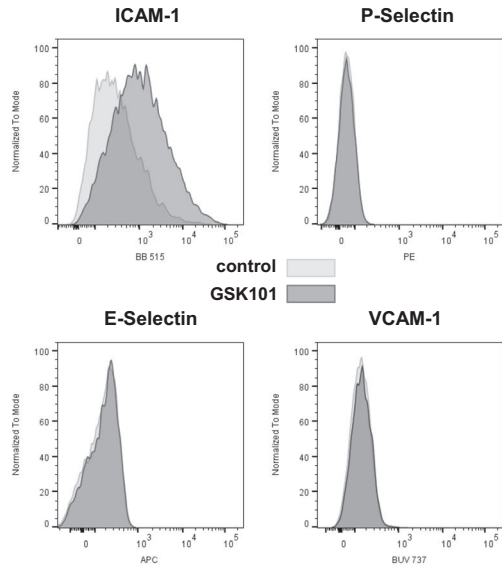 ICAM-1
100
80
60
40
20
0
Normalized To Mode
0 10^3 10^4 10^5
BB 515
P-Selectin
100
80
60
40
20
0
Normalized To Mode
0 10^3 10^4 10^5
PE
control
GSK101
E-Selectin
100
80
60
40
20
0
Normalized To Mode
0 10^3 10^4 10^5
APC
VCAM-1
100
80
60
40
20
0
Normalized To Mode
0 10^3 10^4 10^5
BUV 737